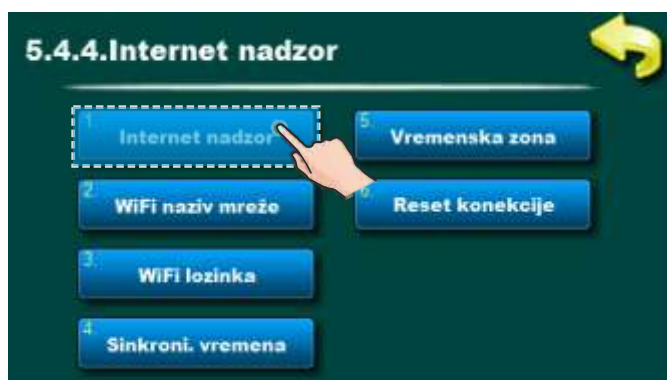 5.4.4.Internet nadzor
1.
Internet nadzor
2.
WiFi naziv mreže
3.
WiFi lozinka
4.
Sinkroni. vremena
5.
Vremenska zona
6.
Reset konekcije